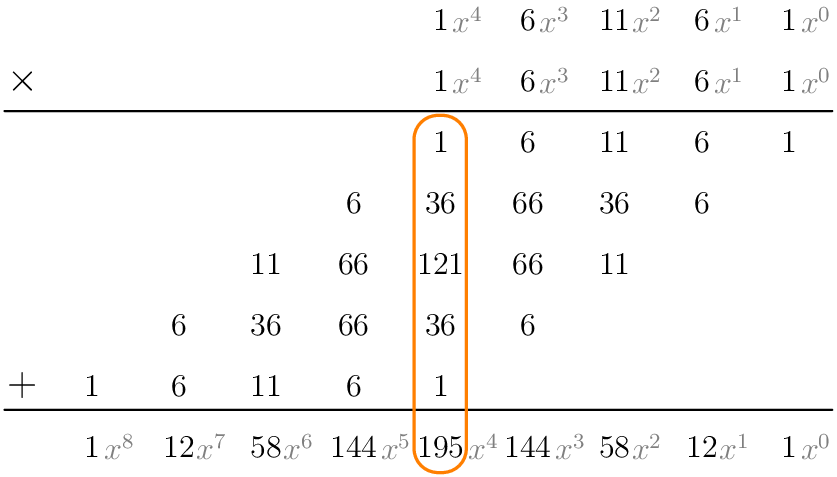 1x⁴ 6x³ 11x² 6x¹ 1x⁰
× 1x⁴ 6x³ 11x² 6x¹ 1x⁰
1 6 11 6 1
6 36 66 36 6
11 66 121 66 11
6 36 66 36 6
+ 1 6 11 6 1
1x⁸ 12x⁷ 58x⁶ 144x⁵ 195x⁴ 144x³ 58x² 12x¹ 1x⁰